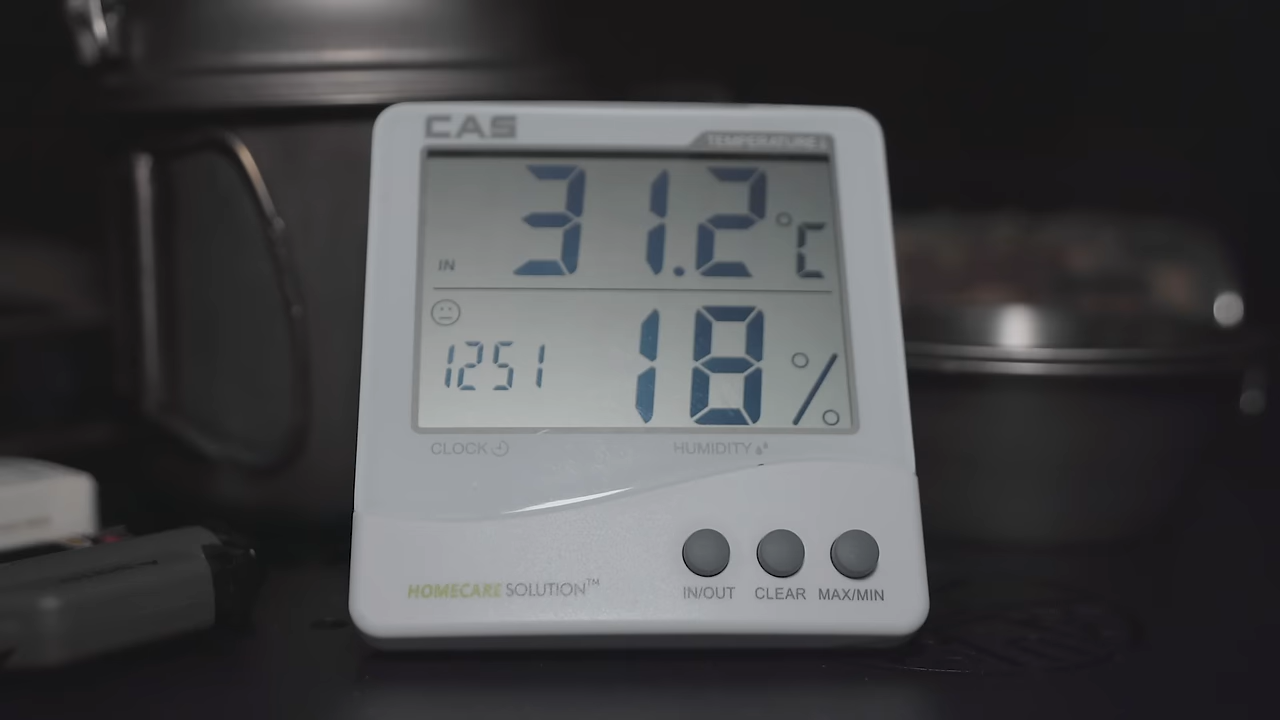 CAS
TEMPERATURE
31.2°C
IN
1251
18%
CLOCK
HUMIDITY
HOMECARE SOLUTION™
IN/OUT CLEAR MAX/MIN